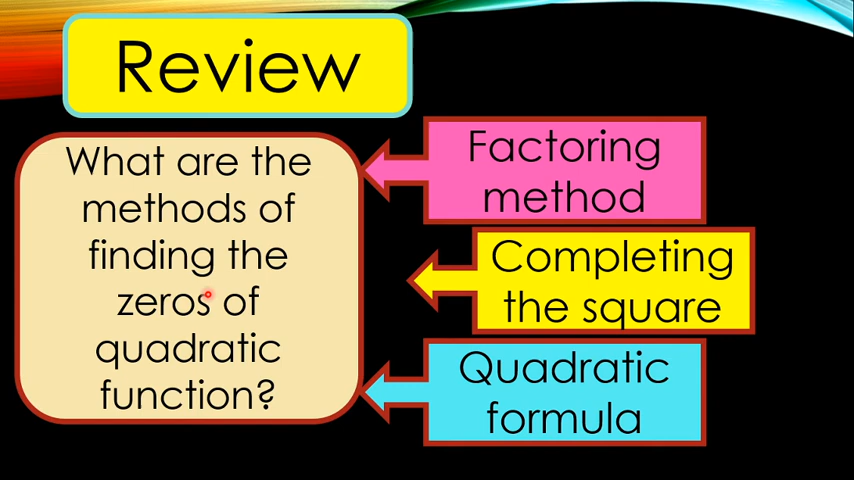 Review
What are the
methods of
finding the
zeros of
quadratic
function?
Factoring
method
Completing
the square
Quadratic
formula